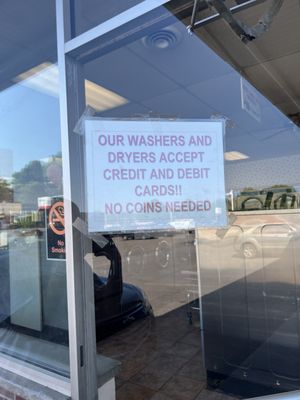 OUR WASHERS AND
DRYERS ACCEPT
CREDIT AND DEBIT
CARDS!!
NO COINS NEEDED
No
Smoking